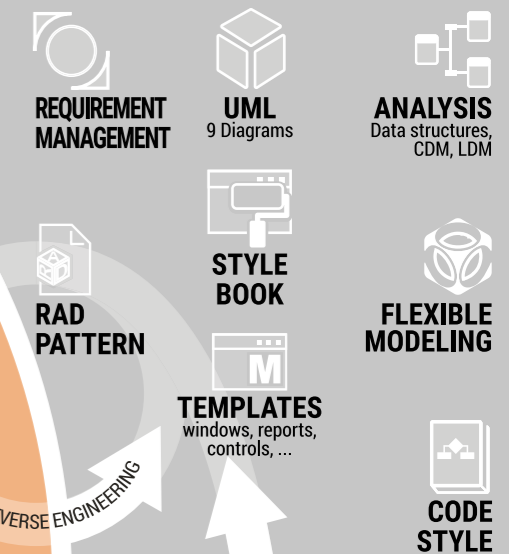 REQUIREMENT
MANAGEMENT
UML
9 Diagrams
ANALYSIS
Data structures,
CDM, LDM
STYLE
BOOK
RAD
PATTERN
FLEXIBLE
MODELING
M
TEMPLATES
windows, reports,
controls, ...
VERSE ENGINEERING
CODE
STYLE